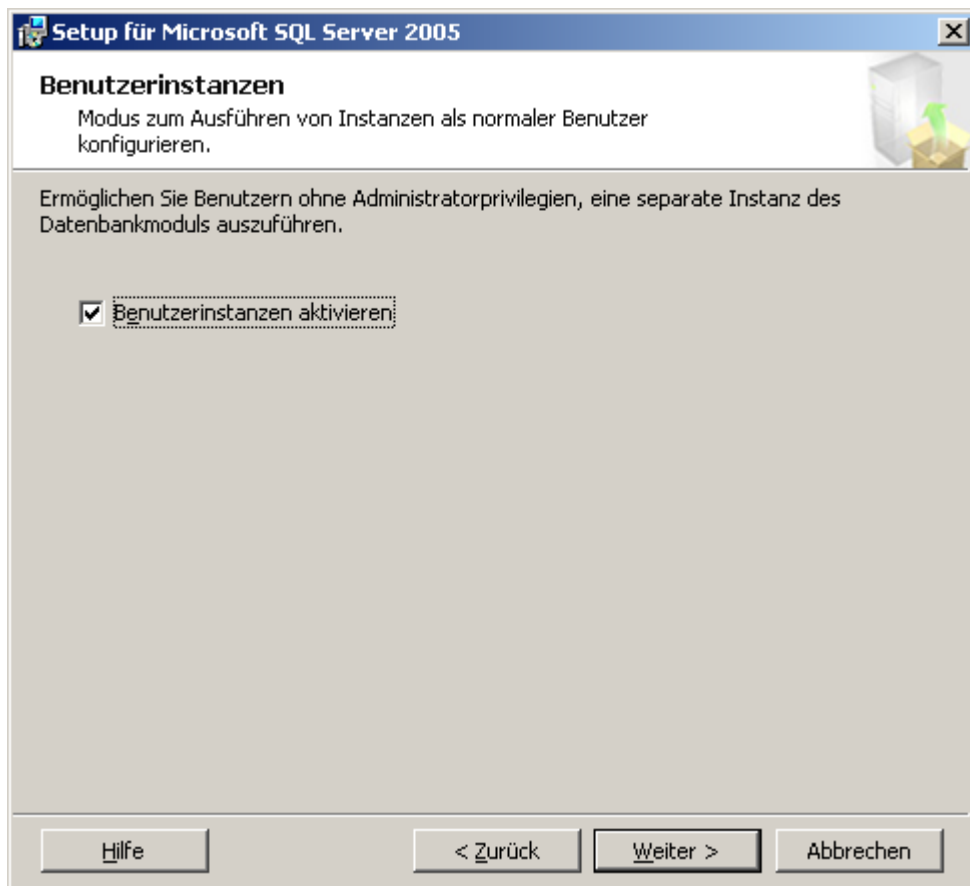 Setup für Microsoft SQL Server 2005
Benutzerinstanzen
Modus zum Ausführen von Instanzen als normaler Benutzer
konfigurieren.
Ermöglichen Sie Benutzern ohne Administratorprivilegien, eine separate Instanz des
Datenbankmoduls auszuführen.
Benutzerinstanzen aktivieren
Hilfe
< Zurück
Weiter >
Abbrechen